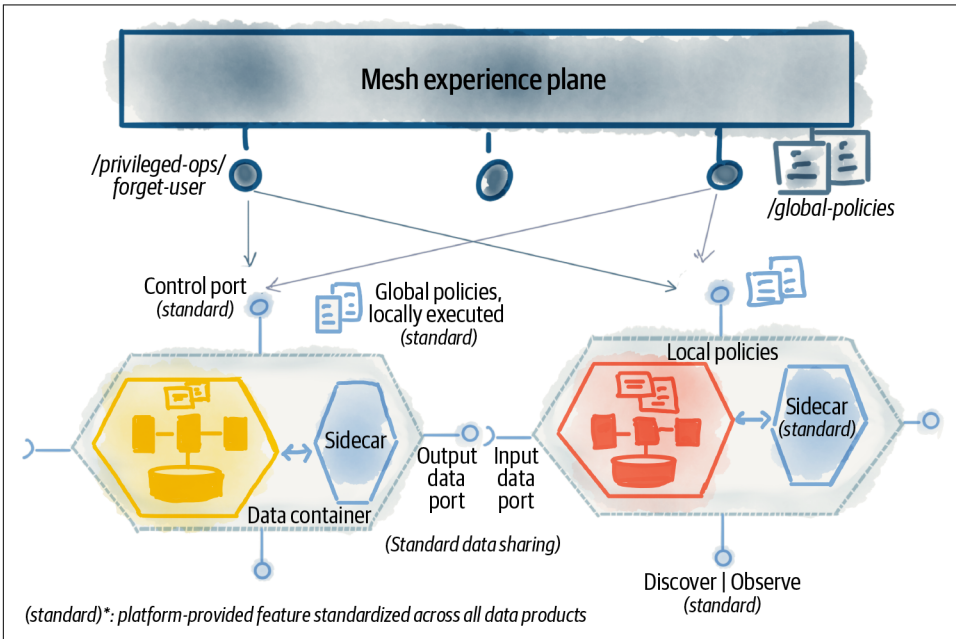 Mesh experience plane
/privileged-ops/
forget-user
/global-policies
Control port
(standard)
Global policies,
locally executed
(standard)
Local policies
Sidecar
Sidecar
(standard)
Output
data
port
Input
data
port
Data container
(Standard data sharing)
Discover | Observe
(standard)
(standard)*: platform-provided feature standardized across all data products